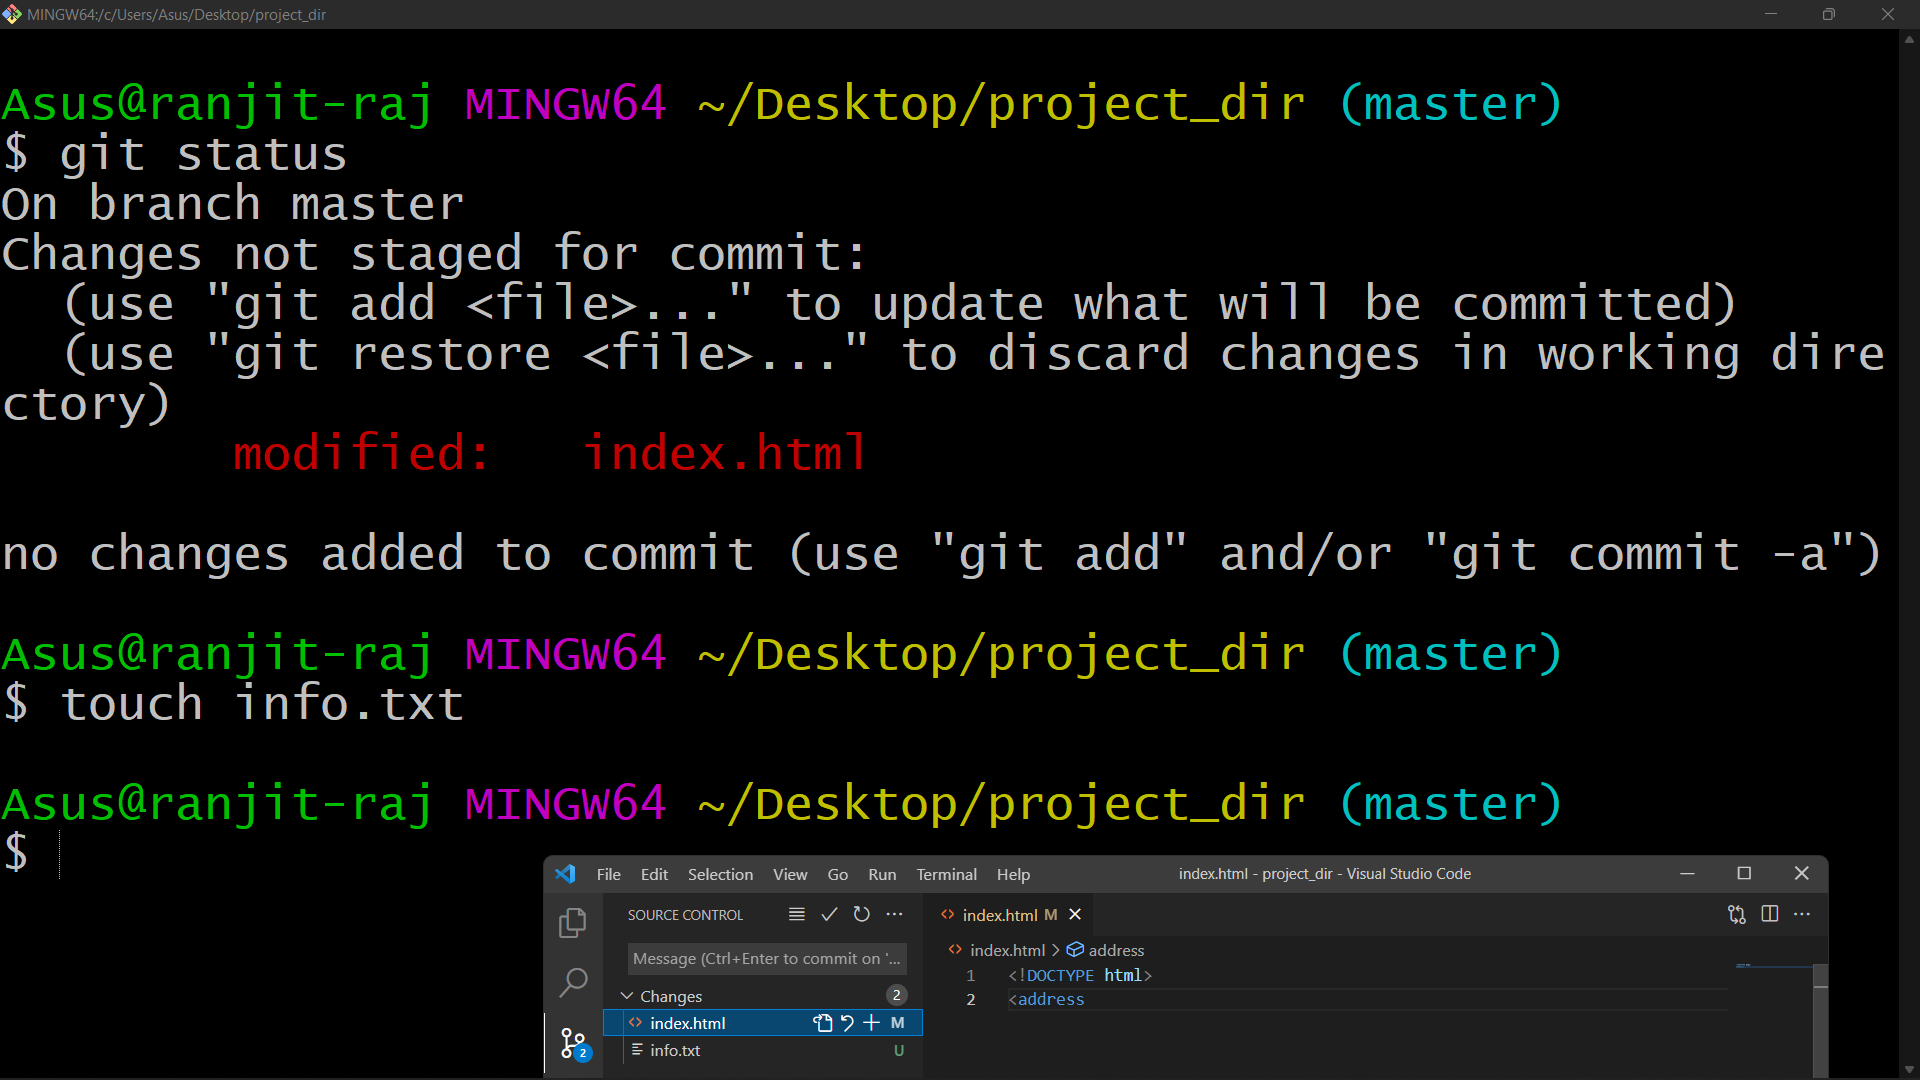 MINGW64:/c/Users/Asus/Desktop/project_dir
Asus@ranjit-raj MINGW64 ~/Desktop/project_dir (master)
$ git status
On branch master
Changes not staged for commit:
(use "git add <file>..." to update what will be committed)
(use "git restore <file>..." to discard changes in working dire
ctory)
modified: index.html
no changes added to commit (use "git add" and/or "git commit -a")
Asus@ranjit-raj MINGW64 ~/Desktop/project_dir (master)
$ touch info.txt
Asus@ranjit-raj MINGW64 ~/Desktop/project_dir (master)
$
File Edit Selection View Go Run Terminal Help index.html - project_dir - Visual Studio Code
SOURCE CONTROL
Message (Ctrl+Enter to commit on '...
Changes 2
index.html M
info.txt U
2
index.html M
index.html > address
1 <!DOCTYPE html>
2 <address